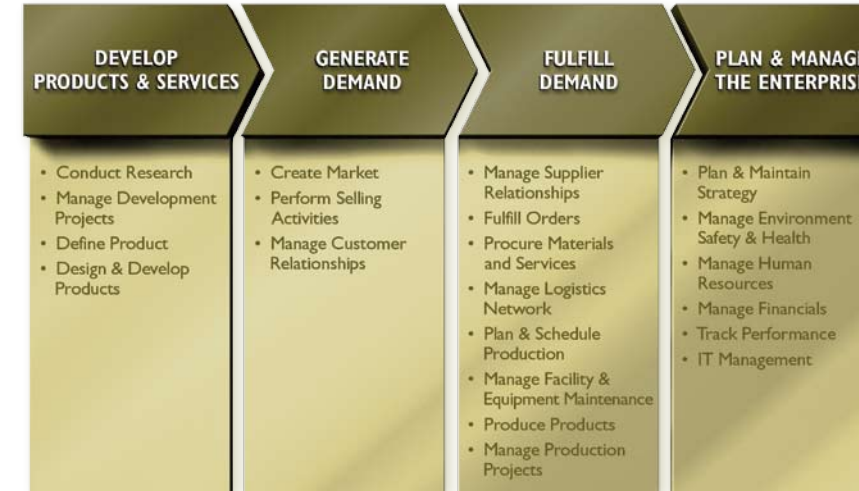 DEVELOP
PRODUCTS & SERVICES
GENERATE
DEMAND
FULFILL
DEMAND
PLAN & MANAGE
THE ENTERPRISE
• Conduct Research
• Manage Development
Projects
• Define Product
• Design & Develop
Products
• Create Market
• Perform Selling
Activities
• Manage Customer
Relationships
• Manage Supplier
Relationships
• Fulfill Orders
• Procure Materials
and Services
• Manage Logistics
Network
• Plan & Schedule
Production
• Manage Facility &
Equipment Maintenance
• Produce Products
• Manage Production
Projects
• Plan & Maintain
Strategy
• Manage Environment
Safety & Health
• Manage Human
Resources
• Manage Financials
• Track Performance
• IT Management